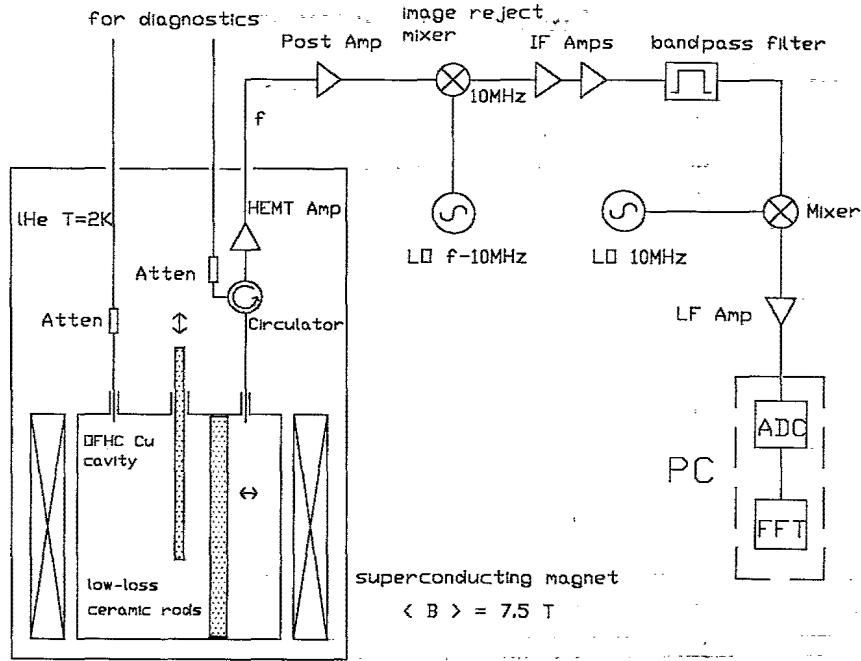 for diagnostics
image reject
mixer
Post Amp
IF Amps
bandpass filter
10MHz
f
lHe T=2K
HEMT Amp
LO f-10MHz
LO 10MHz
Mixer
Atten
Atten
Circulator
LF Amp
OFHC Cu
cavity
ADC
PC
FFT
low-loss
ceramic rods
superconducting magnet
< B > = 7.5 T